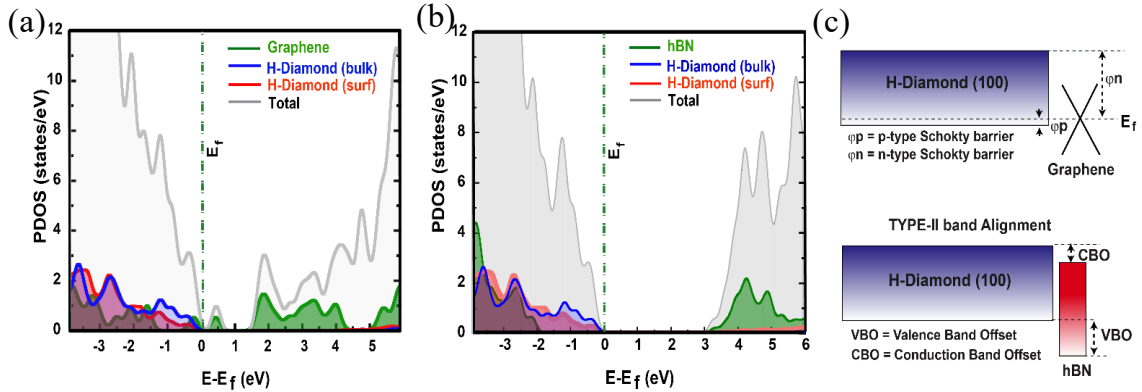 (a)
12
10
8
6
4
2
0
PDOS (states/eV)
Graphene
H-Diamond (bulk)
H-Diamond (surf)
Total
Ef
-3 -2 -1 0 1 2 3 4 5
E-Ef (eV)
(b)
12
10
8
6
4
2
0
PDOS (states/eV)
hBN
H-Diamond (bulk)
H-Diamond (surf)
Total
Ef
-3 -2 -1 0 1 2 3 4 5 6
E-Ef (eV)
(c)
H-Diamond (100)
φn
φp
Ef
φp = p-type Schokty barrier
φn = n-type Schokty barrier
Graphene
TYPE-II band Alignment
H-Diamond (100)
CBO
VBO
VBO = Valence Band Offset
CBO = Conduction Band Offset
hBN